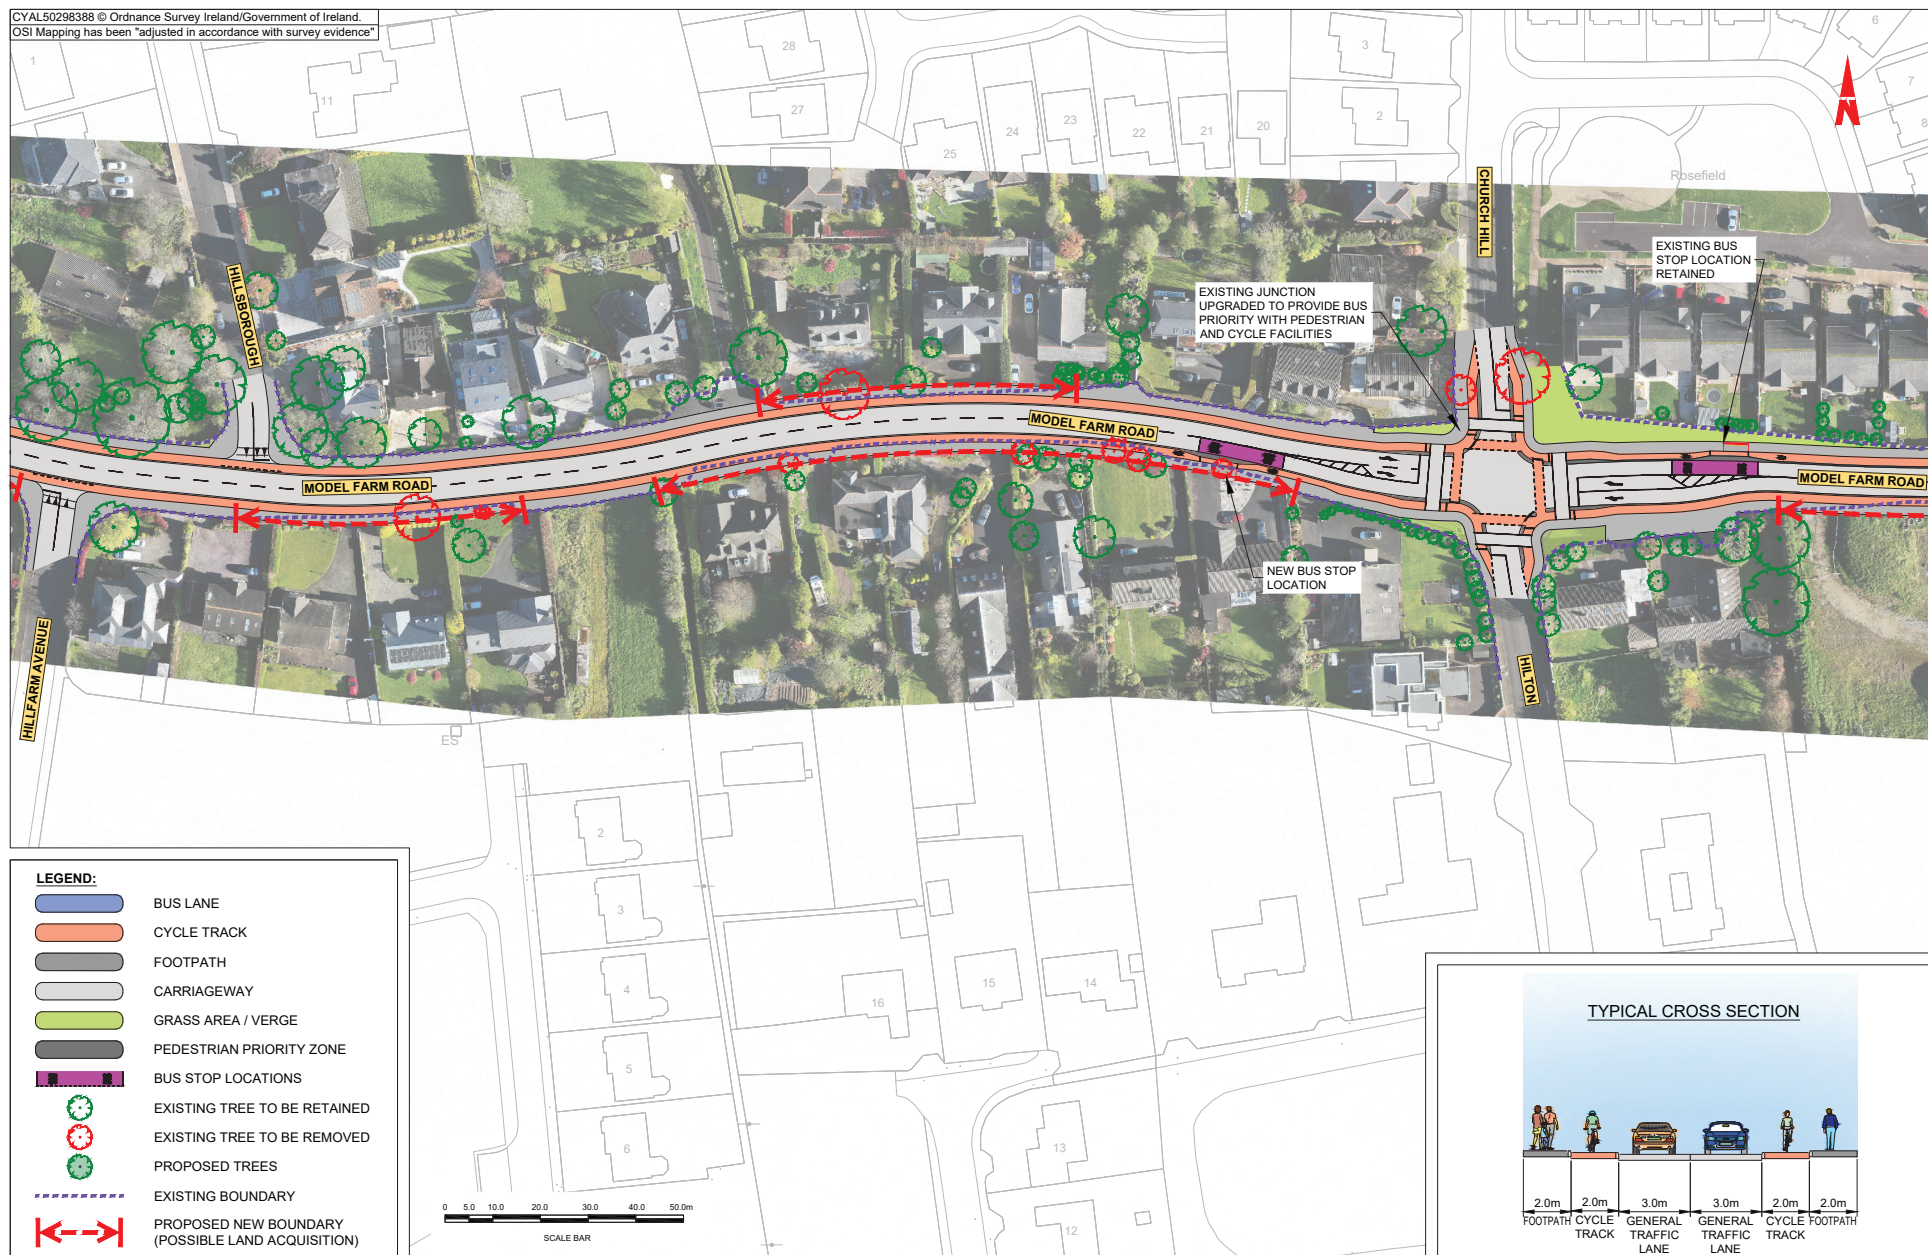 CYAL50298388 © Ordnance Survey Ireland/Government of Ireland.
OSI Mapping has been "adjusted in accordance with survey evidence"
1
11
28
27
25
24
23
22
21
20
3
2
6
7
8
Rosefield
N
CHURCH HILL
HILLSBOROUGH
EXISTING BUS
STOP LOCATION
RETAINED
EXISTING JUNCTION
UPGRADED TO PROVIDE BUS
PRIORITY WITH PEDESTRIAN
AND CYCLE FACILITIES
MODEL FARM ROAD
MODEL FARM ROAD
MODEL FARM ROAD
NEW BUS STOP
LOCATION
HILLFARM AVENUE
HILTON
ES
2
3
4
5
6
16
15
14
13
12
LEGEND:
BUS LANE
CYCLE TRACK
FOOTPATH
CARRIAGEWAY
GRASS AREA / VERGE
PEDESTRIAN PRIORITY ZONE
BUS STOP LOCATIONS
EXISTING TREE TO BE RETAINED
EXISTING TREE TO BE REMOVED
PROPOSED TREES
EXISTING BOUNDARY
PROPOSED NEW BOUNDARY
(POSSIBLE LAND ACQUISITION)
0 5.0 10.0 20.0 30.0 40.0 50.0m
SCALE BAR
TYPICAL CROSS SECTION
2.0m 2.0m 3.0m 3.0m 2.0m 2.0m
FOOTPATH CYCLE TRACK GENERAL TRAFFIC LANE GENERAL TRAFFIC LANE CYCLE TRACK FOOTPATH